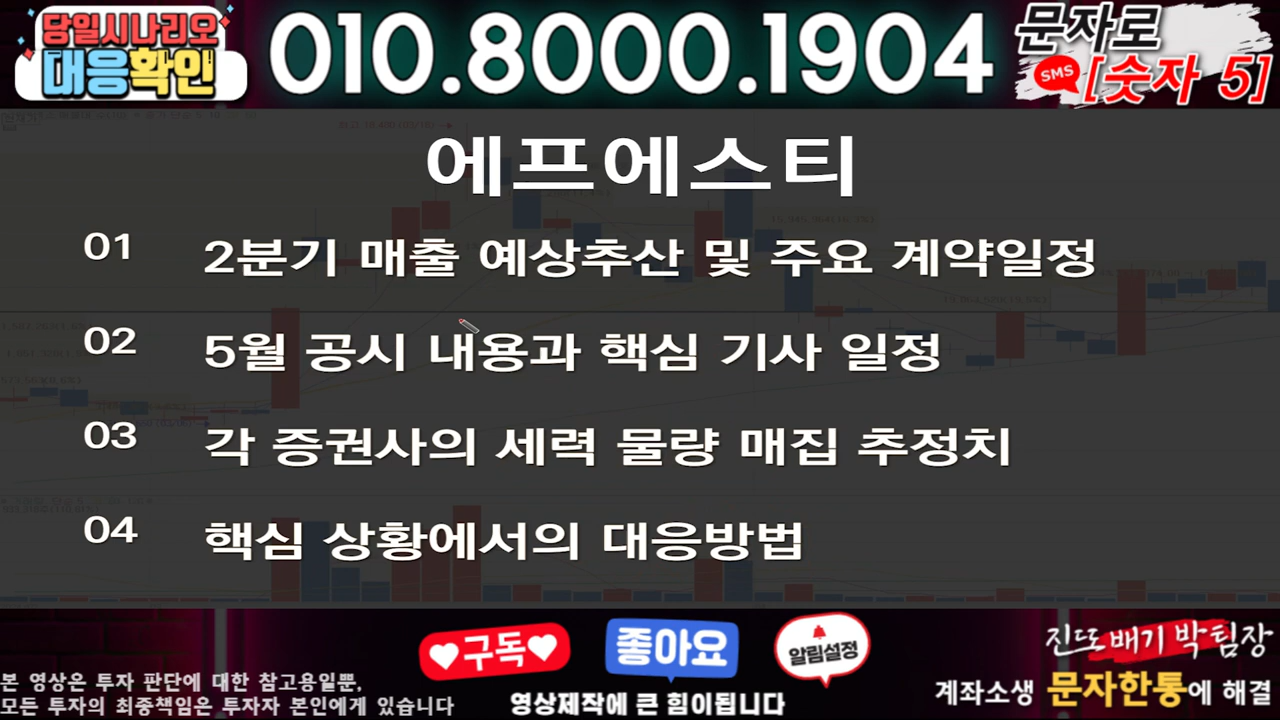 당일시나리오
대응확인
010.8000.1904
문자로
SMS [숫자 5]
에프에스티
01 2분기 매출 예상추산 및 주요 계약일정
02 5월 공시 내용과 핵심 기사 일정
03 각 증권사의 세력 물량 매집 추정치
04 핵심 상황에서의 대응방법
구독
좋아요
알림설정
영상제작에 큰 힘이됩니다
본 영상은 투자 판단에 대한 참고용일뿐,
모든 투자의 최종책임은 투자자 본인에게 있습니다
진또배기 박팀장
계좌소생 문자한통에 해결